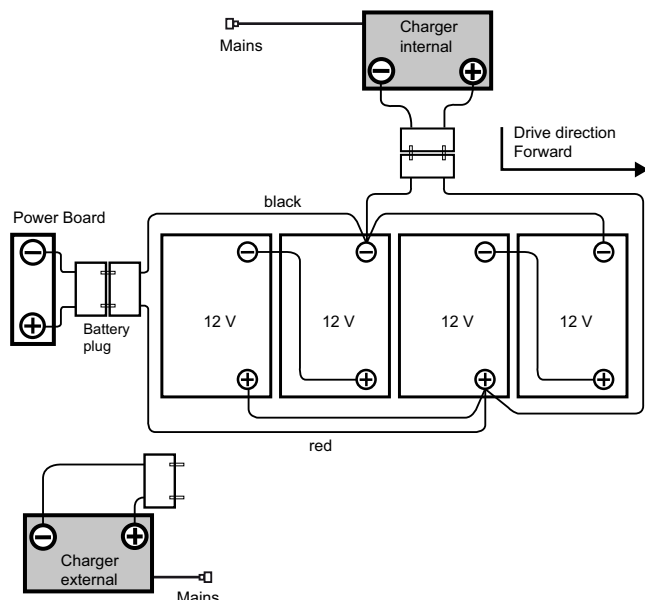 Charger
internal
Mains
−
+
Drive direction
Forward
black
Power Board
−
+
Battery
plug
−
−
−
−
12 V
12 V
12 V
12 V
+
+
+
+
red
−
+
Charger
external
Mains